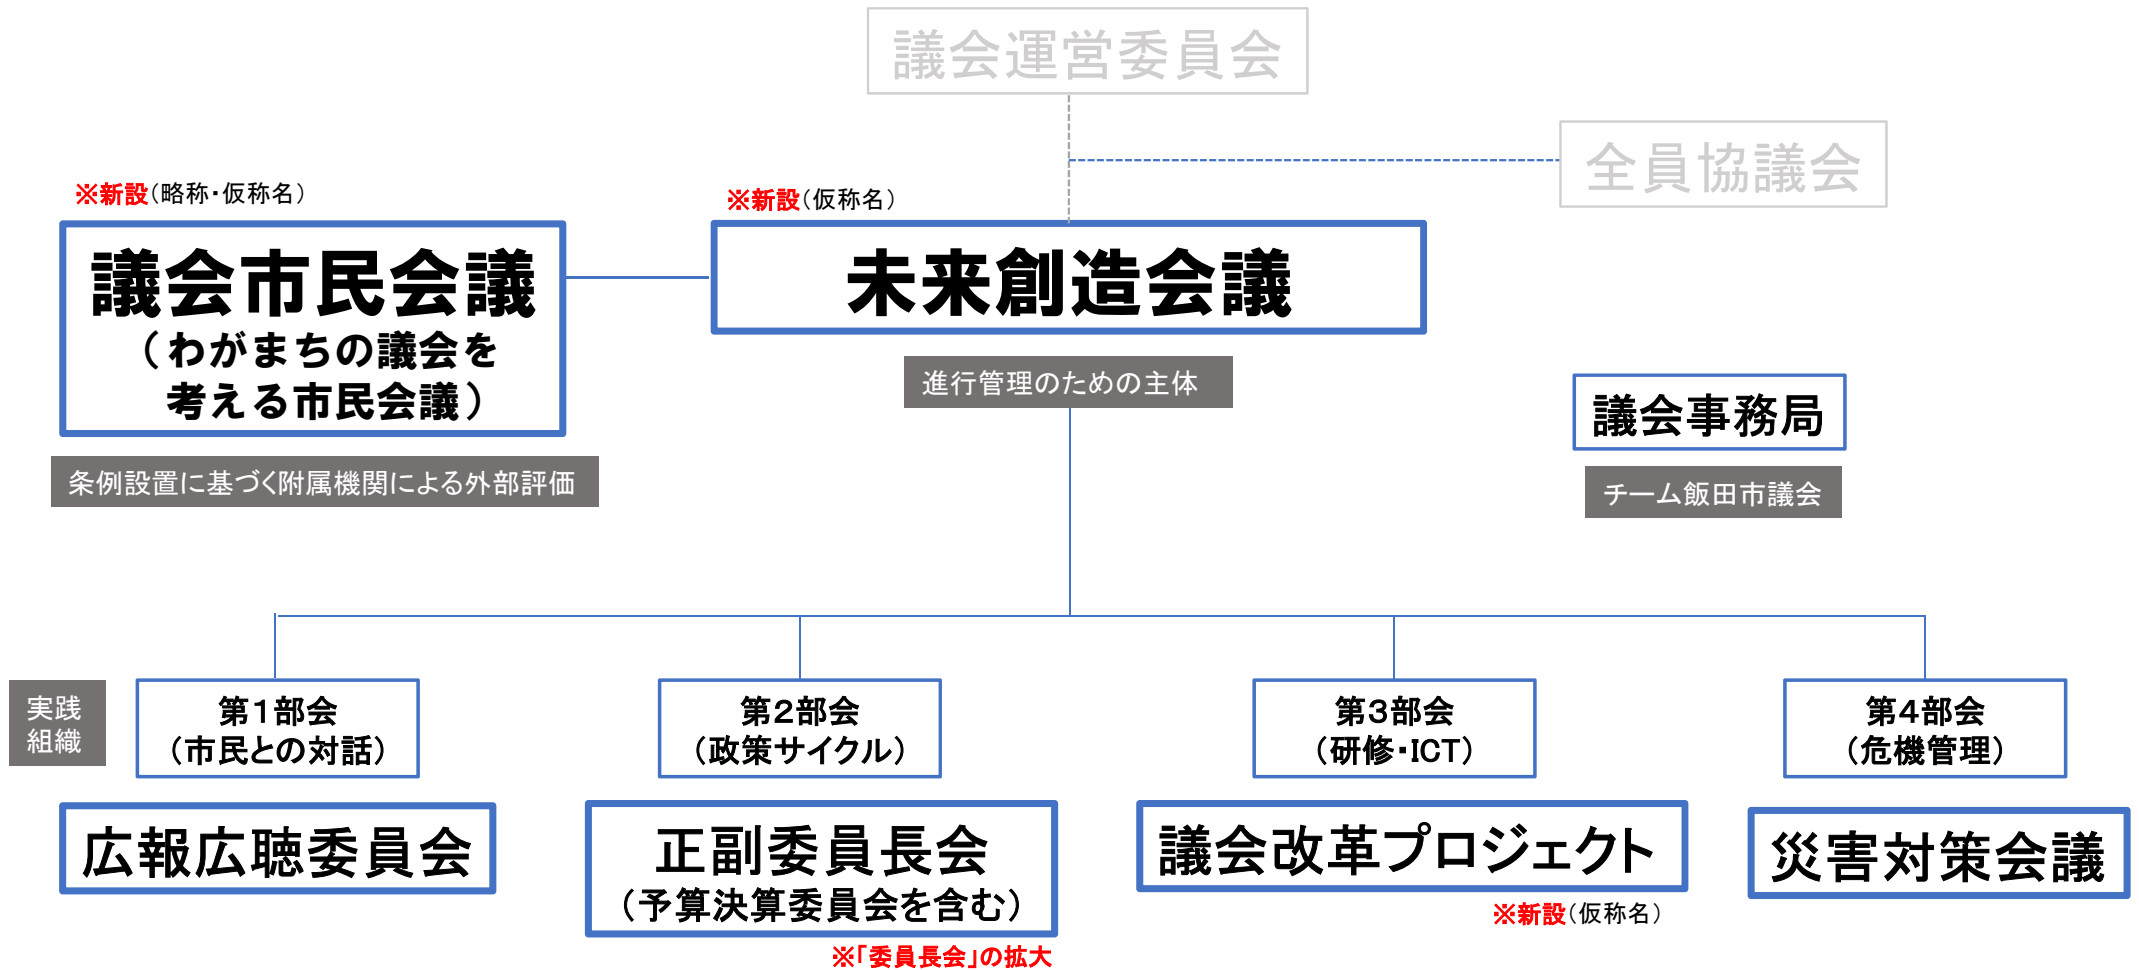 議会運営委員会
全員協議会
※新設（略称・仮称名）
議会市民会議
（わがまちの議会を
考える市民会議）
条例設置に基づく附属機関による外部評価
※新設（仮称名）
未来創造会議
進行管理のための主体
議会事務局
チーム飯田市議会
実践
組織
第１部会
（市民との対話）
広報広聴委員会
第２部会
（政策サイクル）
正副委員長会
（予算決算委員会を含む）
※「委員長会」の拡大
第３部会
（研修・ICT）
議会改革プロジェクト
※新設（仮称名）
第４部会
（危機管理）
災害対策会議